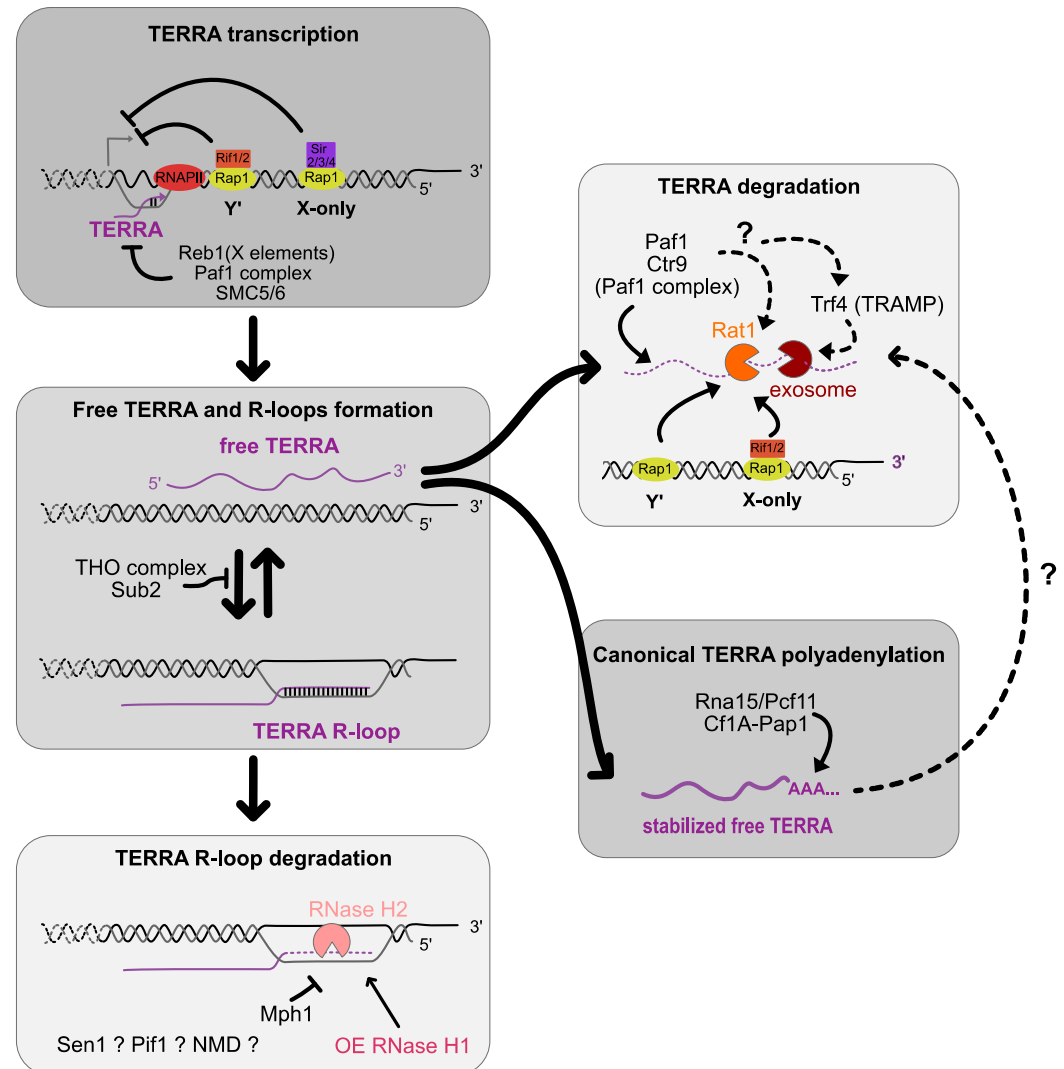 TERRA transcription
Sir
2/3/4
Rif1/2
RNAPII
Rap1
Rap1
3'
5'
Y'
X-only
TERRA
Reb1(X elements)
Paf1 complex
SMC5/6
Free TERRA and R-loops formation
free TERRA
5'
3'
3'
5'
THO complex
Sub2
TERRA R-loop
TERRA R-loop degradation
RNase H2
3'
5'
Mph1
Sen1 ? Pif1 ? NMD ?
OE RNase H1
TERRA degradation
Paf1
Ctr9
(Paf1 complex)
?
Trf4 (TRAMP)
Rat1
exosome
Rif1/2
Rap1
Rap1
3'
5'
Y'
X-only
?
Canonical TERRA polyadenylation
Rna15/Pcf11
Cf1A-Pap1
AAA...
stabilized free TERRA